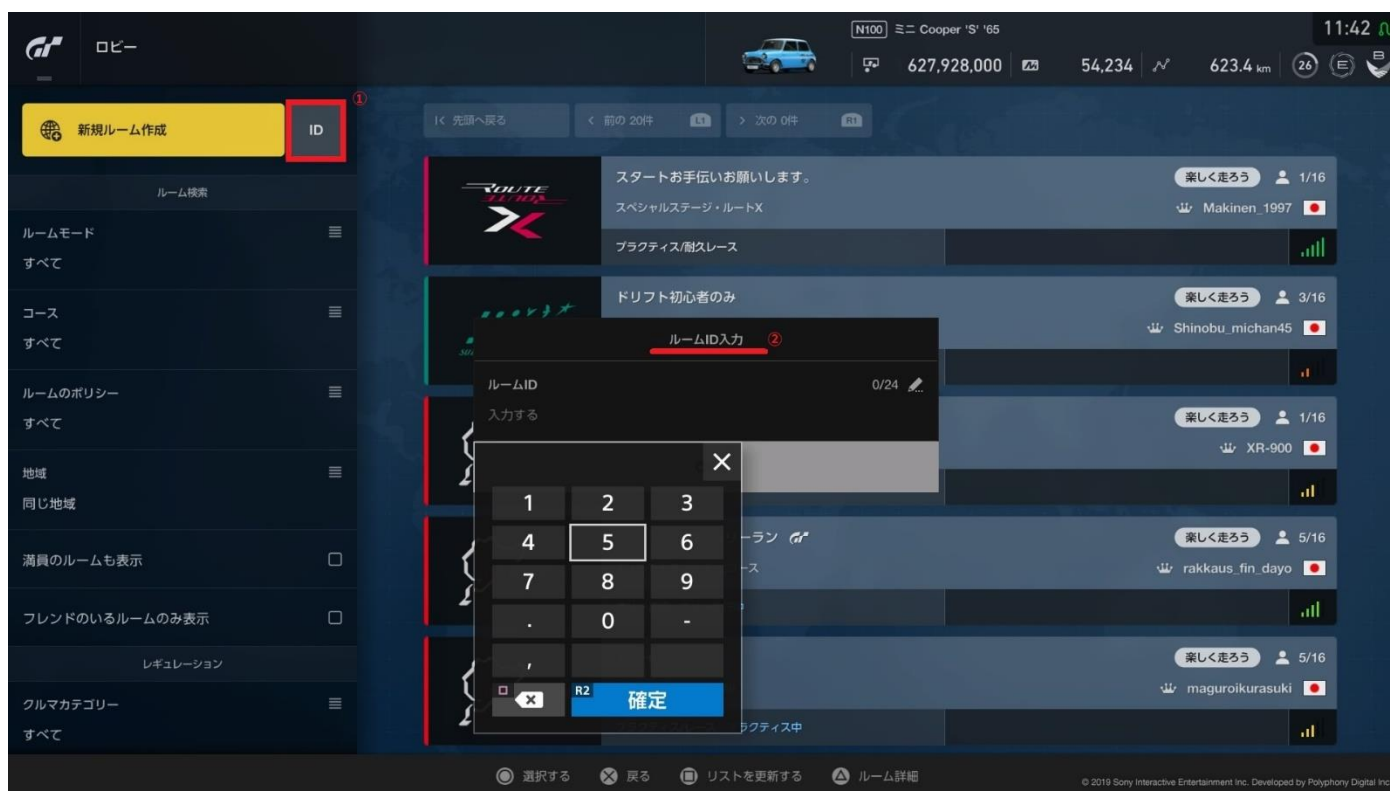 GT ロビー
N100 ミニ Cooper 'S' '65
11:42
627,928,000 54,234 623.4 km 26 E B
新規ルーム作成 ID ①
|< 先頭へ戻る < 前の 20件 L1 > 次の 0件 R1
ルーム検索
ルームモード
すべて
コース
すべて
ルームのポリシー
すべて
地域
同じ地域
満員のルームも表示
フレンドのいるルームのみ表示
レギュレーション
クルマカテゴリー
すべて
ROUTE X
スタートお手伝いお願いします。
楽しく走ろう 1/16
スペシャルステージ・ルートX
Makinen_1997
プラクティス/耐久レース
ドリフト初心者のみ
楽しく走ろう 3/16
Shinobu_michan45
楽しく走ろう 1/16
XR-900
ーラン GT
楽しく走ろう 5/16
ース
rakkaus_fin_dayo
楽しく走ろう 5/16
maguroikurasuki
ラクティス中
ルームID入力 ②
ルームID 0/24
入力する
1 2 3
4 5 6
7 8 9
. 0 -
,
R2 確定
選択する 戻る リストを更新する ルーム詳細
© 2019 Sony Interactive Entertainment Inc. Developed by Polyphony Digital Inc